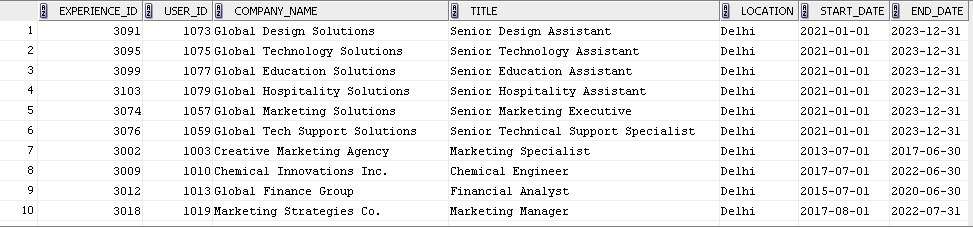 EXPERIENCE_ID USER_ID COMPANY_NAME TITLE LOCATION START_DATE END_DATE
1 3091 1073 Global Design Solutions Senior Design Assistant Delhi 2021-01-01 2023-12-31
2 3095 1075 Global Technology Solutions Senior Technology Assistant Delhi 2021-01-01 2023-12-31
3 3099 1077 Global Education Solutions Senior Education Assistant Delhi 2021-01-01 2023-12-31
4 3103 1079 Global Hospitality Solutions Senior Hospitality Assistant Delhi 2021-01-01 2023-12-31
5 3074 1057 Global Marketing Solutions Senior Marketing Executive Delhi 2021-01-01 2023-12-31
6 3076 1059 Global Tech Support Solutions Senior Technical Support Specialist Delhi 2021-01-01 2023-12-31
7 3002 1003 Creative Marketing Agency Marketing Specialist Delhi 2013-07-01 2017-06-30
8 3009 1010 Chemical Innovations Inc. Chemical Engineer Delhi 2017-07-01 2021-06-30
9 3012 1013 Global Finance Group Financial Analyst Delhi 2015-07-01 2020-06-30
10 3018 1019 Marketing Strategies Co. Marketing Manager Delhi 2017-08-01 2022-07-31